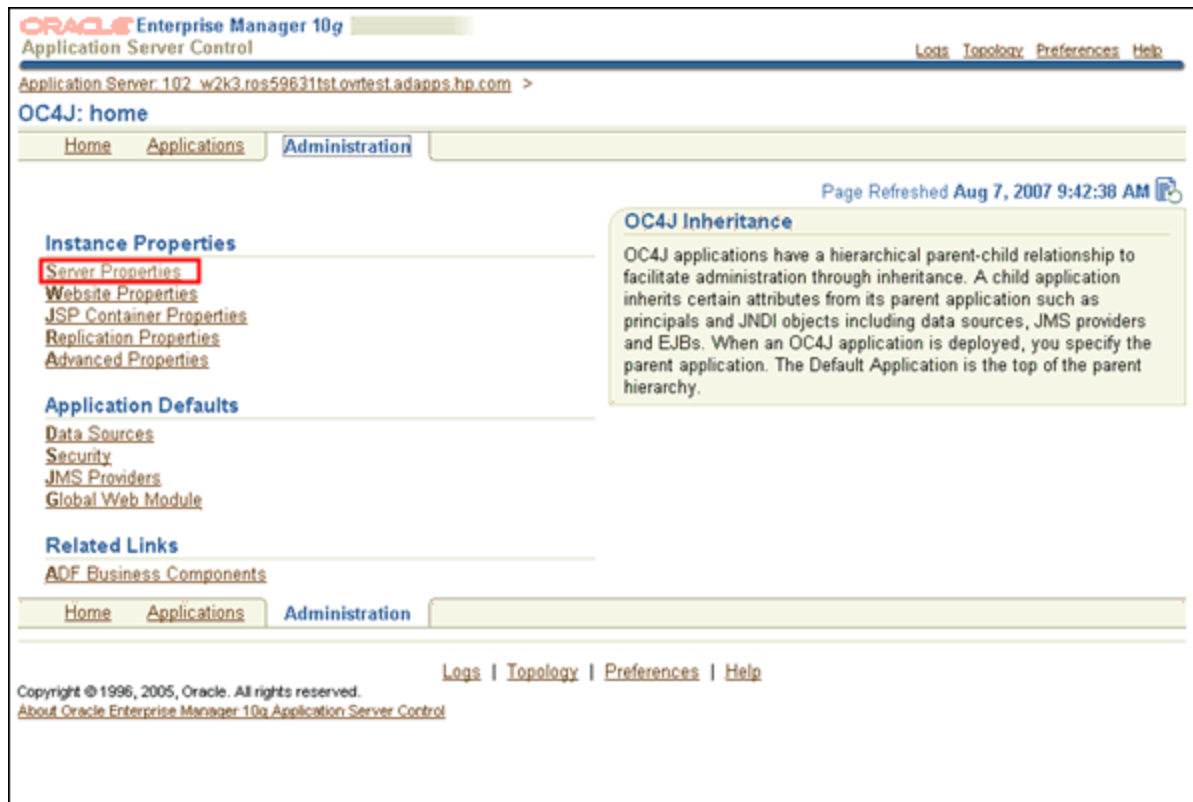 ORACLE Enterprise Manager 10g
Application Server Control
Logs Topology Preferences Help
Application Server: 102_w2k3.ros59631tst.ovrtest.adapps.hp.com >
OC4J: home
Home Applications Administration
Page Refreshed Aug 7, 2007 9:42:38 AM
Instance Properties
Server Properties
Website Properties
JSP Container Properties
Replication Properties
Advanced Properties
Application Defaults
Data Sources
Security
JMS Providers
Global Web Module
Related Links
ADF Business Components
OC4J Inheritance
OC4J applications have a hierarchical parent-child relationship to
facilitate administration through inheritance. A child application
inherits certain attributes from its parent application such as
principals and JNDI objects including data sources, JMS providers
and EJBs. When an OC4J application is deployed, you specify the
parent application. The Default Application is the top of the parent
hierarchy.
Home Applications Administration
Logs | Topology | Preferences | Help
Copyright © 1996, 2005, Oracle. All rights reserved.
About Oracle Enterprise Manager 10g Application Server Control